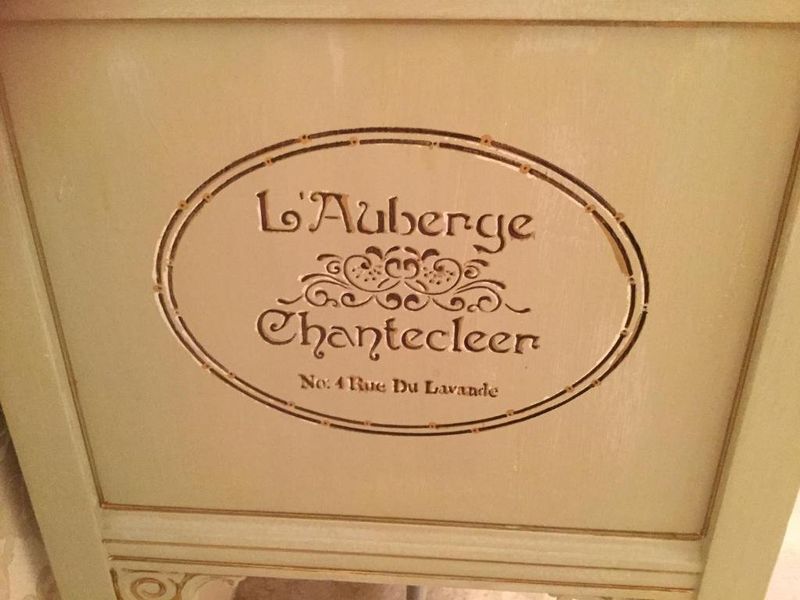 L'Auberge
Chantecleer
No: 4 Rue Du Lavande